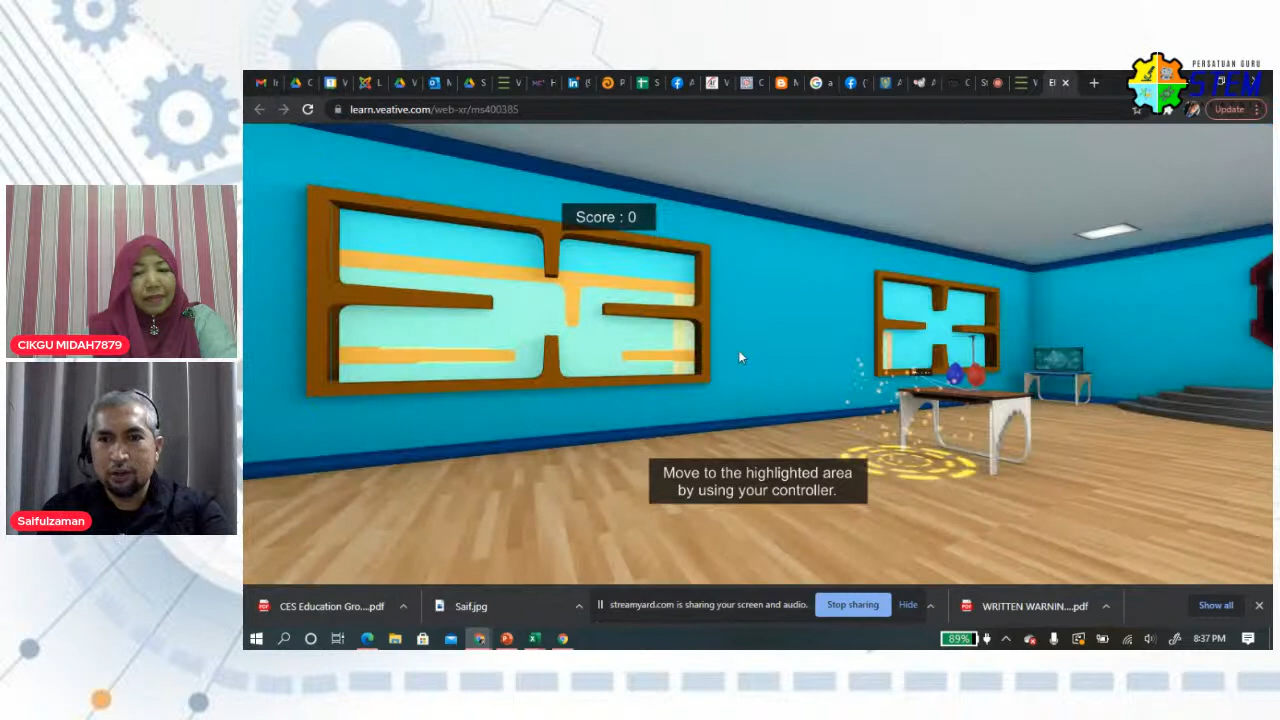 PERSATUAN GURU
STEM
learn.veative.com/web-xr/ms400385
Update
Score : 0
CIKGU MIDAH7879
Move to the highlighted area
by using your controller.
Saifulzaman
CES Education Gro....pdf
Saif.jpg
streamyard.com is sharing your screen and audio.
Stop sharing
Hide
WRITTEN WARNIN....pdf
Show all
89%
8:37 PM